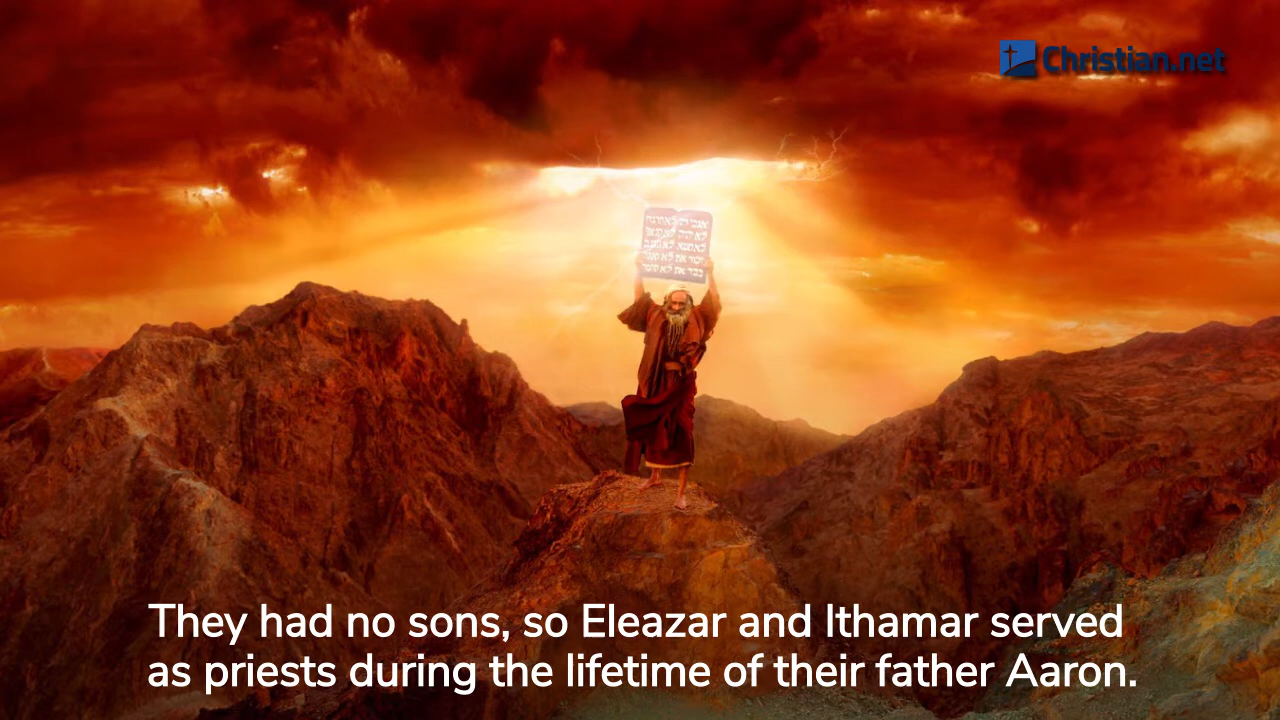 Christian.net
They had no sons, so Eleazar and Ithamar served
as priests during the lifetime of their father Aaron.